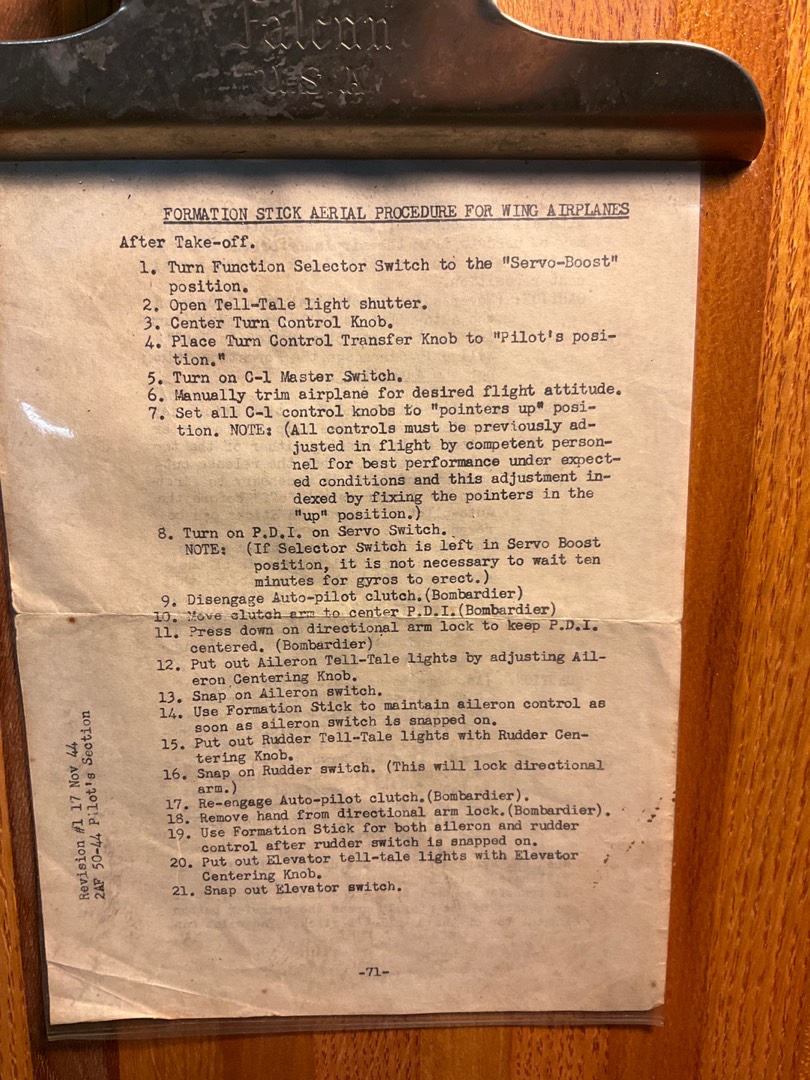 Falcon
U.S.A.
FORMATION STICK AERIAL PROCEDURE FOR WING AIRPLANES
After Take-off.
1. Turn Function Selector Switch to the "Servo-Boost"
position.
2. Open Tell-Tale light shutter.
3. Center Turn Control Knob.
4. Place Turn Control Transfer Knob to "Pilot's posi-
tion."
5. Turn on C-1 Master Switch.
6. Manually trim airplane for desired flight attitude.
7. Set all C-1 control knobs to "pointers up" posi-
tion. NOTE: (All controls must be previously ad-
justed in flight by competent person-
nel for best performance under expect-
ed conditions and this adjustment in-
dexed by fixing the pointers in the
"up" position.)
8. Turn on P.D.I. on Servo Switch.
NOTE: (If Selector Switch is left in Servo Boost
position, it is not necessary to wait ten
minutes for gyros to erect.)
9. Disengage Auto-pilot clutch.(Bombardier)
10. Move clutch arm to center P.D.I.(Bombardier)
11. Press down on directional arm lock to keep P.D.I.
centered. (Bombardier)
12. Put out Aileron Tell-Tale lights by adjusting Ail-
eron Centering Knob.
13. Snap on Aileron switch.
14. Use Formation Stick to maintain aileron control as
soon as aileron switch is snapped on.
15. Put out Rudder Tell-Tale lights with Rudder Cen-
tering Knob.
16. Snap on Rudder switch. (This will lock directional
arm.)
17. Re-engage Auto-pilot clutch.(Bombardier).
18. Remove hand from directional arm lock.(Bombardier).
19. Use Formation Stick for both aileron and rudder
control after rudder switch is snapped on.
20. Put out Elevator tell-tale lights with Elevator
Centering Knob.
21. Snap out Elevator switch.
Revision #1 17 Nov 44
2AF 50-44 Pilot's Section
-71-